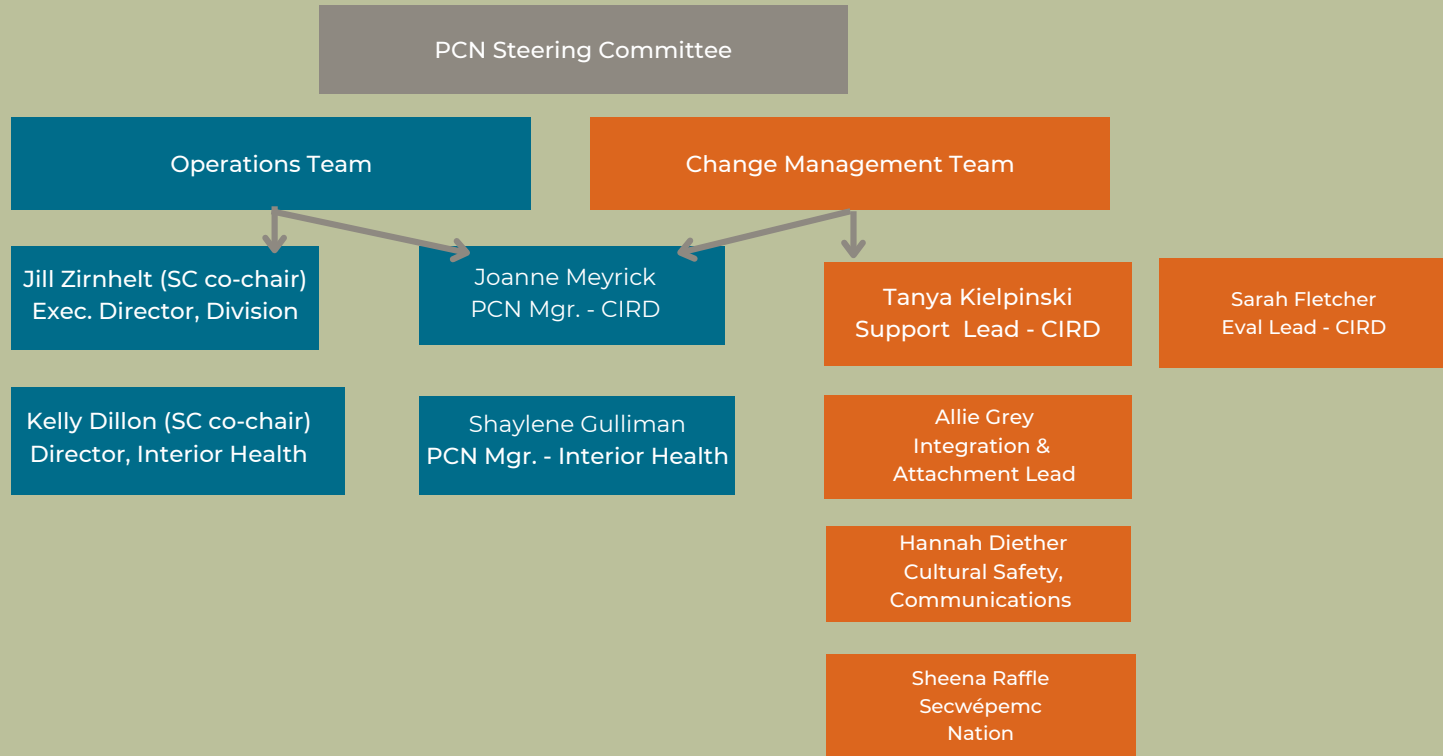 PCN Steering Committee
Operations Team
Change Management Team
Jill Zirnhelt (SC co-chair)
Exec. Director, Division
Joanne Meyrick
PCN Mgr. - CIRD
Tanya Kielpinski
Support Lead - CIRD
Sarah Fletcher
Eval Lead - CIRD
Kelly Dillon (SC co-chair)
Director, Interior Health
Shaylene Gulliman
PCN Mgr. - Interior Health
Allie Grey
Integration &
Attachment Lead
Hannah Diether
Cultural Safety,
Communications
Sheena Raffle
Secwépemc
Nation